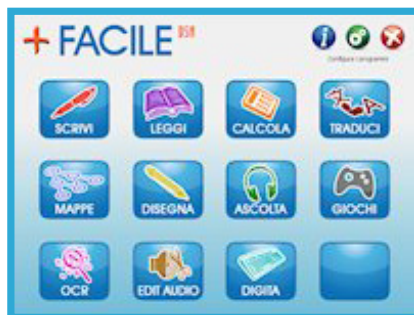 + FACILE DSA
Configura i programmi
SCRIVI LEGGI CALCOLA TRADUCI
MAPPE DISEGNA ASCOLTA GIOCHI
OCR EDIT AUDIO DIGITA